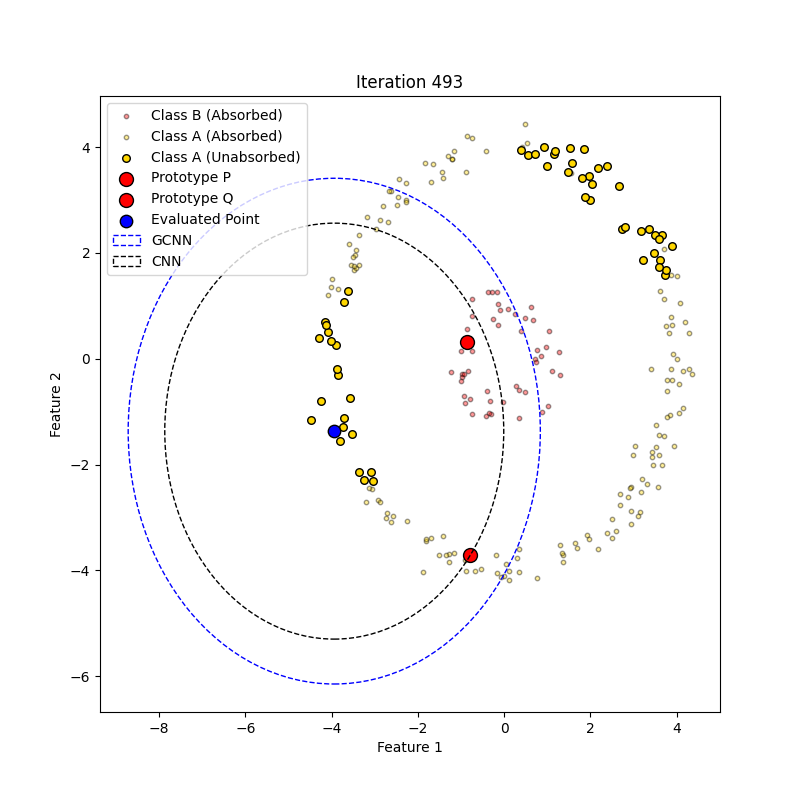 Iteration 493
Class B (Absorbed)
Class A (Absorbed)
Class A (Unabsorbed)
Prototype P
Prototype Q
Evaluated Point
GCNN
CNN
4
2
0
−2
−4
−6
Feature 2
−8
−6
−4
−2
0
2
4
Feature 1